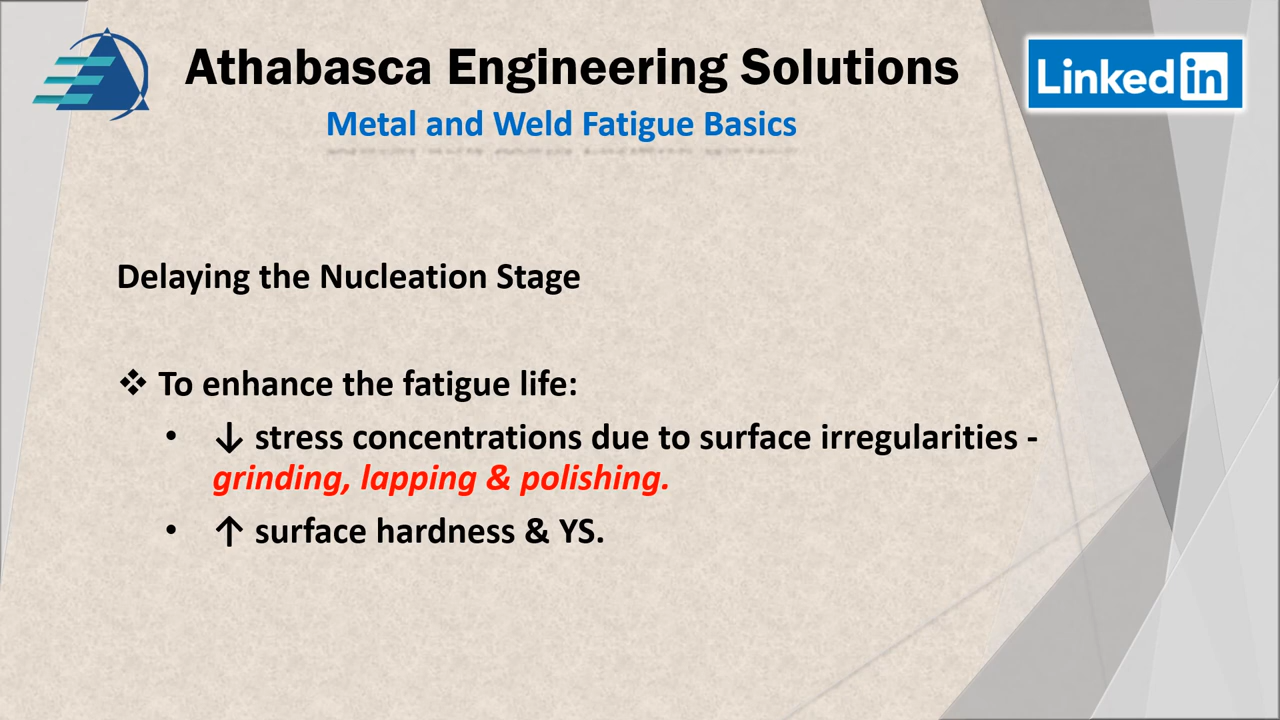 Athabasca Engineering Solutions
LinkedIn
Metal and Weld Fatigue Basics
Delaying the Nucleation Stage
❖ To enhance the fatigue life:
• ↓ stress concentrations due to surface irregularities -
grinding, lapping & polishing.
• ↑ surface hardness & YS.